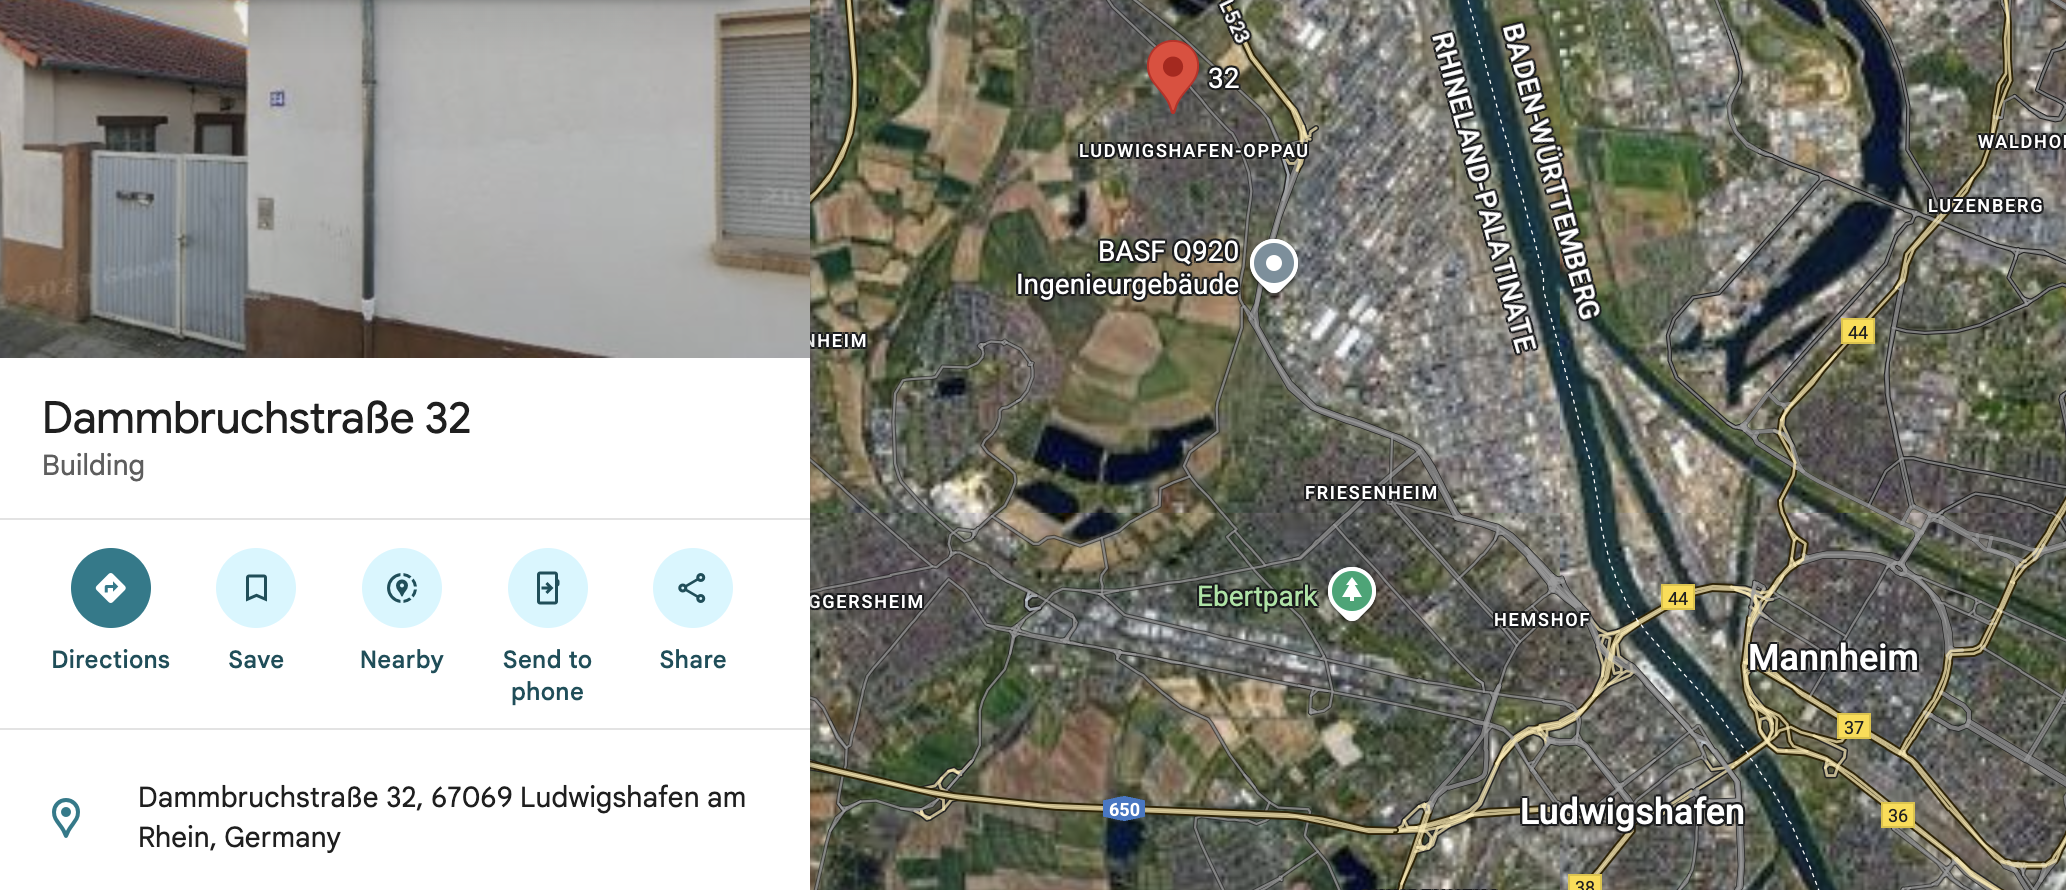 Dammbruchstraße 32
Building
Directions
Save
Nearby
Send to
phone
Share
Dammbruchstraße 32, 67069 Ludwigshafen am
Rhein, Germany
L523
32
LUDWIGSHAFEN-OPPAU
RHINELAND-PALATINATE
BADEN-WÜRTTEMBERG
WALDHO
LUZENBERG
BASF Q920
Ingenieurgebäude
NHEIM
44
FRIESENHEIM
GGERSHEIM
Ebertpark
HEMSHOF
44
Mannheim
37
650
Ludwigshafen
36
38